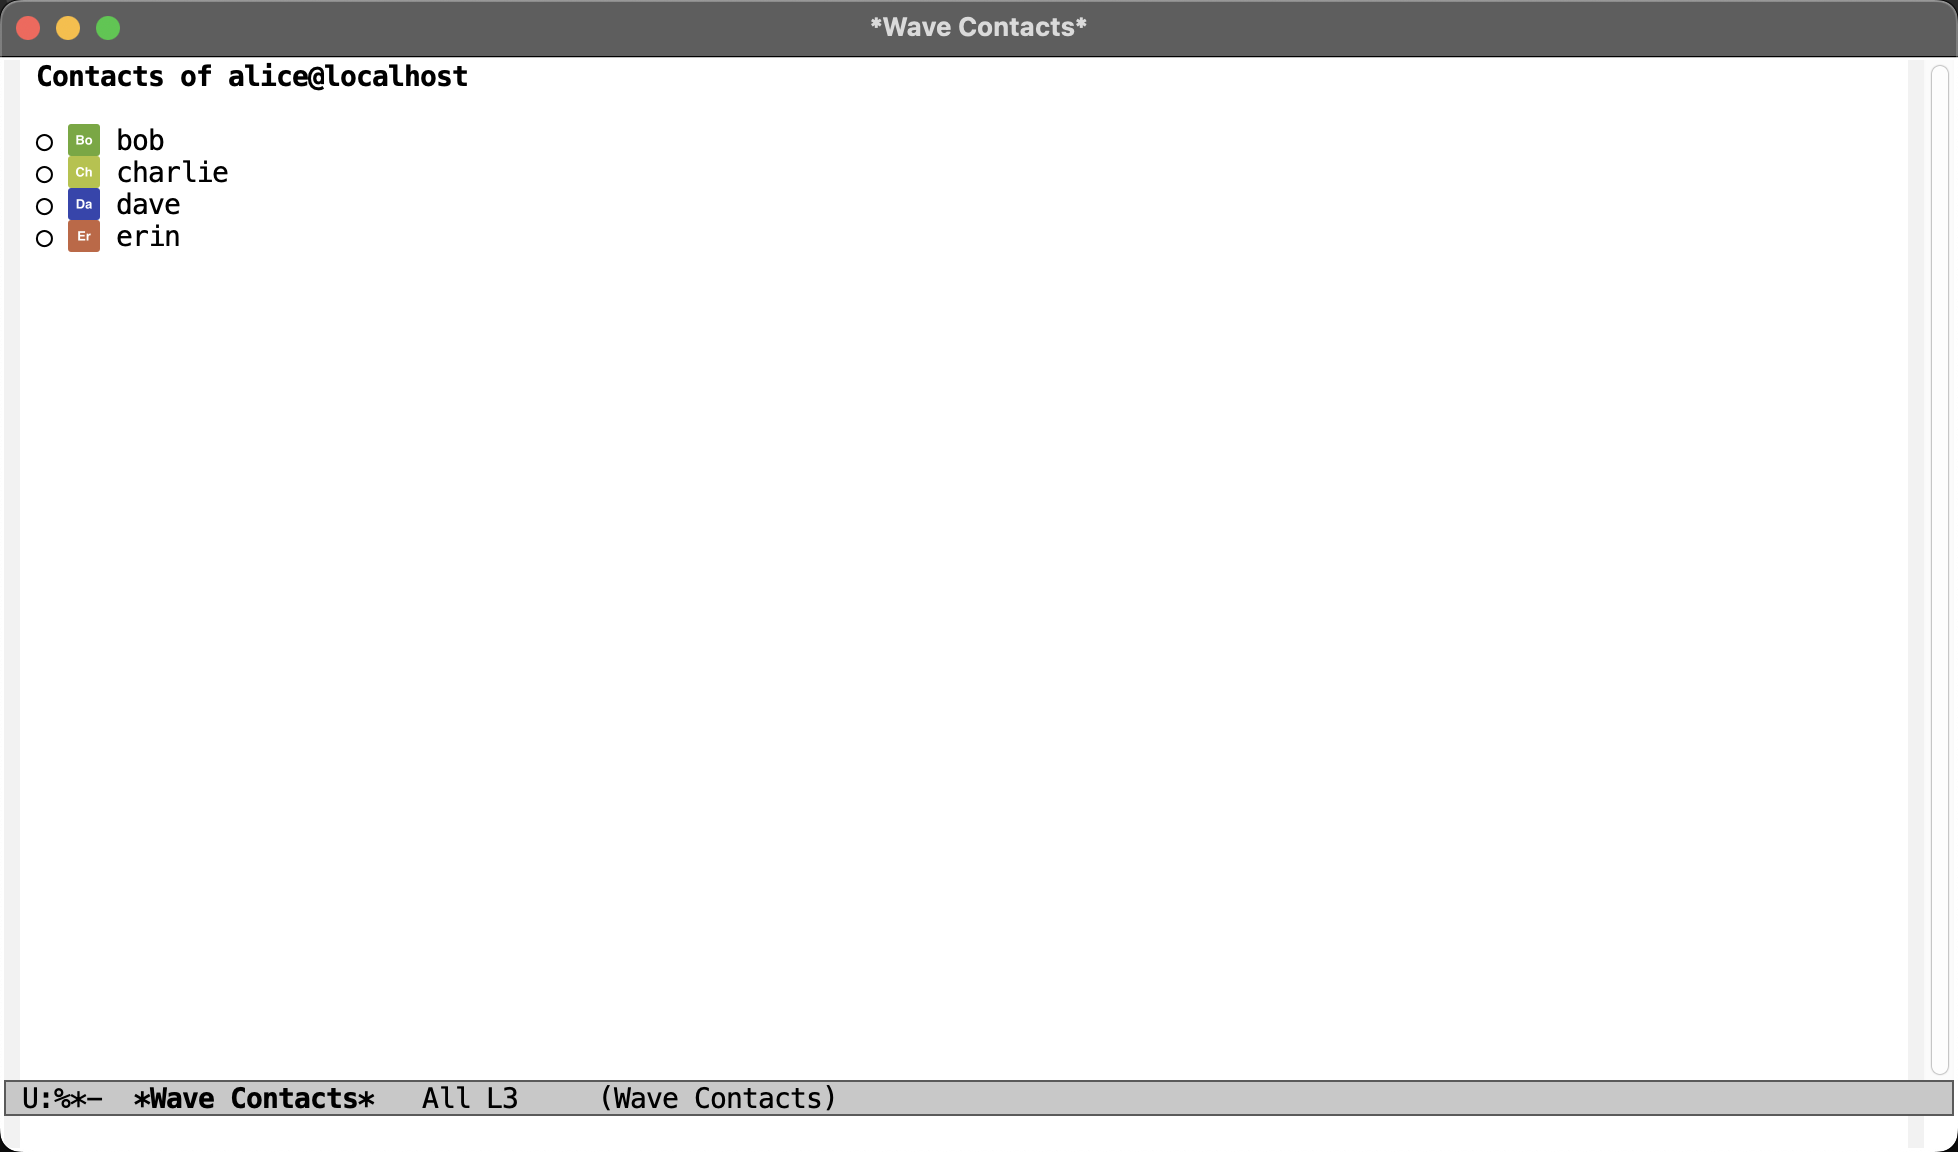 *Wave Contacts*
Contacts of alice@localhost
○ Bo bob
○ Ch charlie
○ Da dave
○ Er erin
U:%*- *Wave Contacts* All L3 (Wave Contacts)